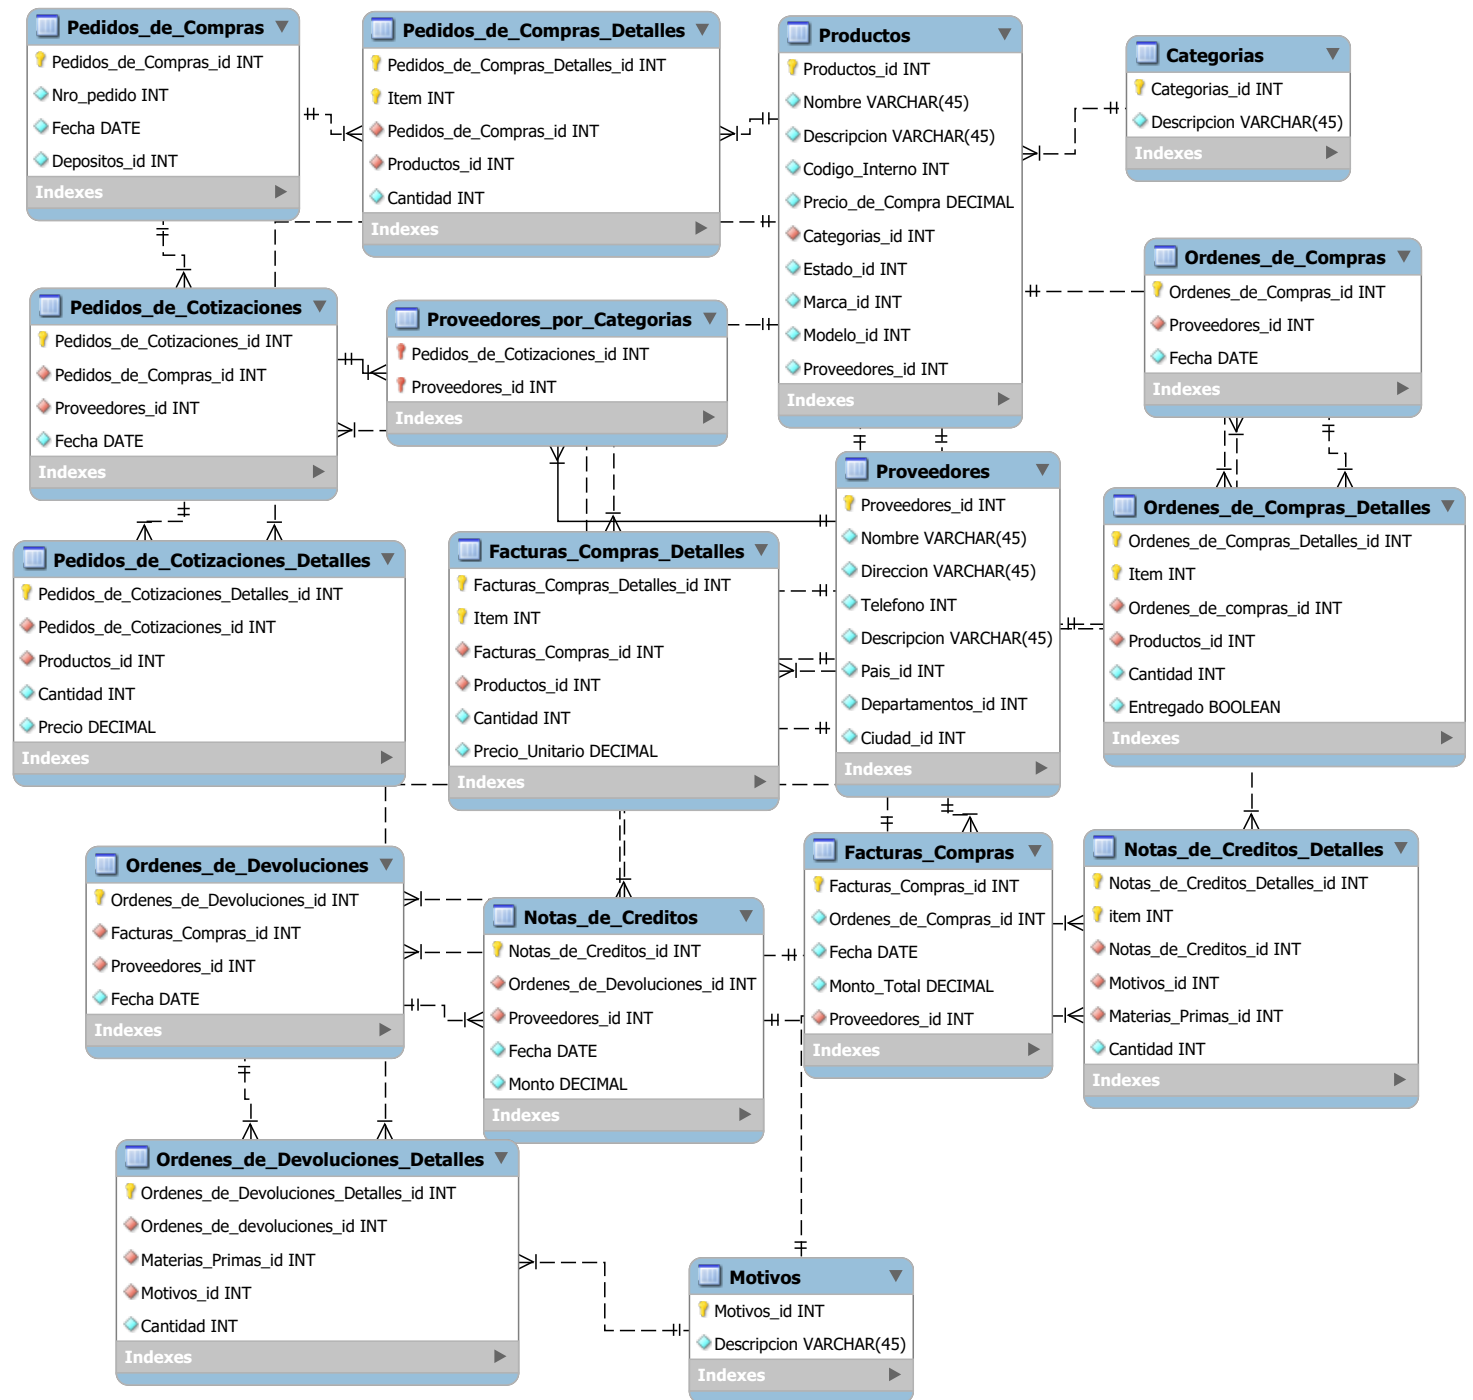 Pedidos_de_Compras
Pedidos_de_Compras_id INT
Nro_pedido INT
Fecha DATE
Depositos_id INT
Indexes
Pedidos_de_Compras_Detalles
Pedidos_de_Compras_Detalles_id INT
Item INT
Pedidos_de_Compras_id INT
Productos_id INT
Cantidad INT
Indexes
Productos
Productos_id INT
Nombre VARCHAR(45)
Descripcion VARCHAR(45)
Codigo_Interno INT
Precio_de_Compra DECIMAL
Categorias_id INT
Estado_id INT
Marca_id INT
Modelo_id INT
Proveedores_id INT
Indexes
Categorias
Categorias_id INT
Descripcion VARCHAR(45)
Indexes
Ordenes_de_Compras
Ordenes_de_Compras_id INT
Proveedores_id INT
Fecha DATE
Indexes
Pedidos_de_Cotizaciones
Pedidos_de_Cotizaciones_id INT
Pedidos_de_Compras_id INT
Proveedores_id INT
Fecha DATE
Indexes
Proveedores_por_Categorias
Pedidos_de_Cotizaciones_id INT
Proveedores_id INT
Indexes
Proveedores
Proveedores_id INT
Nombre VARCHAR(45)
Direccion VARCHAR(45)
Telefono INT
Descripcion VARCHAR(45)
Pais_id INT
Departamentos_id INT
Ciudad_id INT
Indexes
Ordenes_de_Compras_Detalles
Ordenes_de_Compras_Detalles_id INT
Item INT
Ordenes_de_compras_id INT
Productos_id INT
Cantidad INT
Entregado BOOLEAN
Indexes
Pedidos_de_Cotizaciones_Detalles
Pedidos_de_Cotizaciones_Detalles_id INT
Pedidos_de_Cotizaciones_id INT
Productos_id INT
Cantidad INT
Precio DECIMAL
Indexes
Facturas_Compras_Detalles
Facturas_Compras_Detalles_id INT
Item INT
Facturas_Compras_id INT
Productos_id INT
Cantidad INT
Precio_Unitario DECIMAL
Indexes
Ordenes_de_Devoluciones
Ordenes_de_Devoluciones_id INT
Facturas_Compras_id INT
Proveedores_id INT
Fecha DATE
Indexes
Notas_de_Creditos
Notas_de_Creditos_id INT
Ordenes_de_Devoluciones_id INT
Proveedores_id INT
Fecha DATE
Monto DECIMAL
Indexes
Facturas_Compras
Facturas_Compras_id INT
Ordenes_de_Compras_id INT
Fecha DATE
Monto_Total DECIMAL
Proveedores_id INT
Indexes
Notas_de_Creditos_Detalles
Notas_de_Creditos_Detalles_id INT
item INT
Notas_de_Creditos_id INT
Motivos_id INT
Materias_Primas_id INT
Cantidad INT
Indexes
Ordenes_de_Devoluciones_Detalles
Ordenes_de_Devoluciones_Detalles_id INT
Ordenes_de_devoluciones_id INT
Materias_Primas_id INT
Motivos_id INT
Cantidad INT
Indexes
Motivos
Motivos_id INT
Descripcion VARCHAR(45)
Indexes